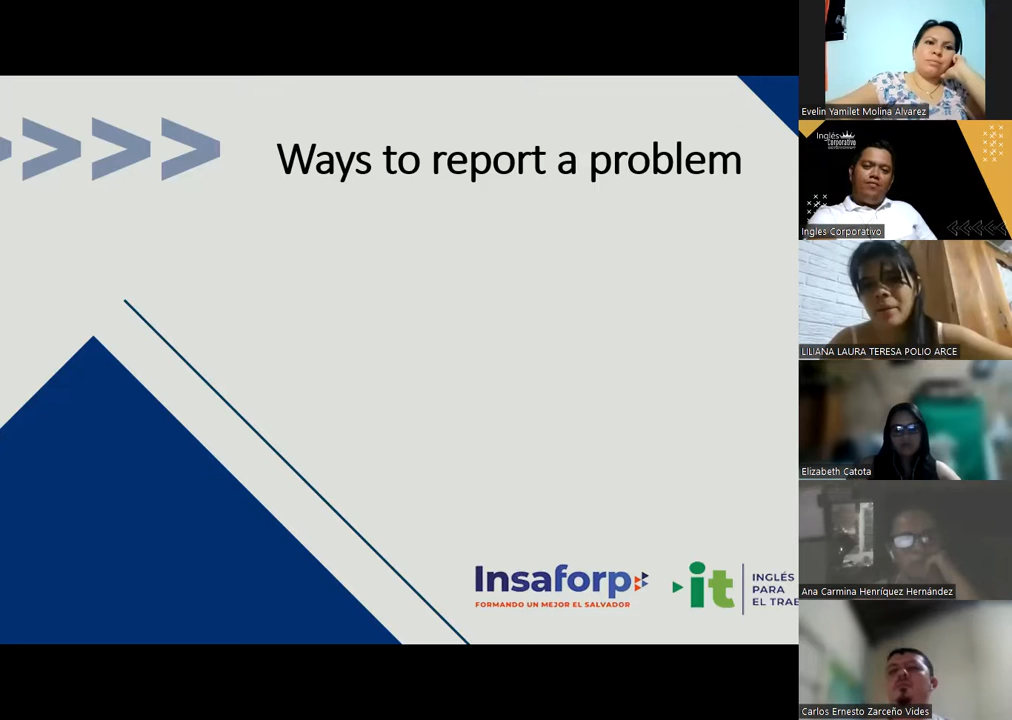 Ways to report a problem
Insaforp
FORMANDO UN MEJOR EL SALVADOR
it
INGLÉS
PARA
EL TRAB
Evelin Yamilet Molina Alvarez
Inglés
corporativo
Ingles Corporativo
LILIANA LAURA TERESA POLIO ARCE
Elizabeth Catota
Ana Carmina Henríquez Hernández
Carlos Ernesto Zarceño Vides